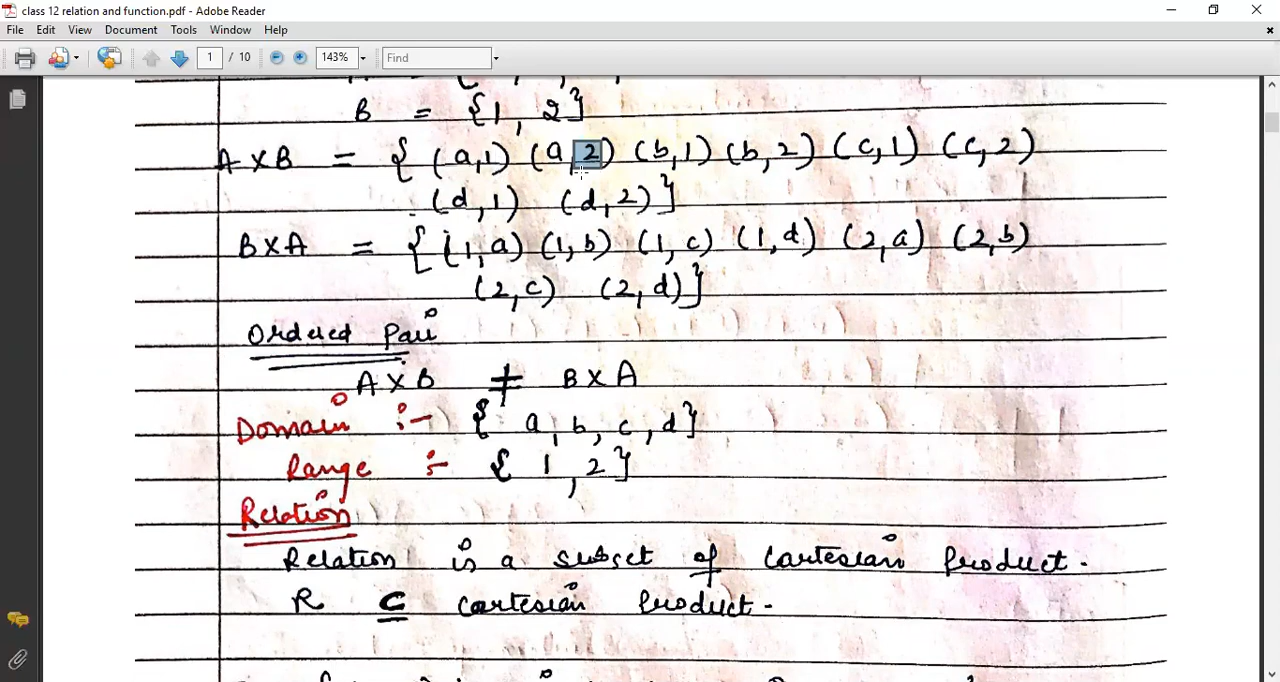 class 12 relation and function.pdf - Adobe Reader
File Edit View Document Tools Window Help
1 / 10 143% Find
B = {1, 2}
A X B = { (a,1) (a,2) (b,1) (b,2) (c,1) (c,2)
(d,1) (d,2)}
B X A = { (1,a) (1,b) (1,c) (1,d) (2,a) (2,b)
(2,c) (2,d)}
Ordered Pair
A X B ≠ B X A
Domain :- { a, b, c, d}
Range :- { 1, 2}
Relation
Relation is a subset of Cartesian Product.
R ⊆ Cartesian Product.